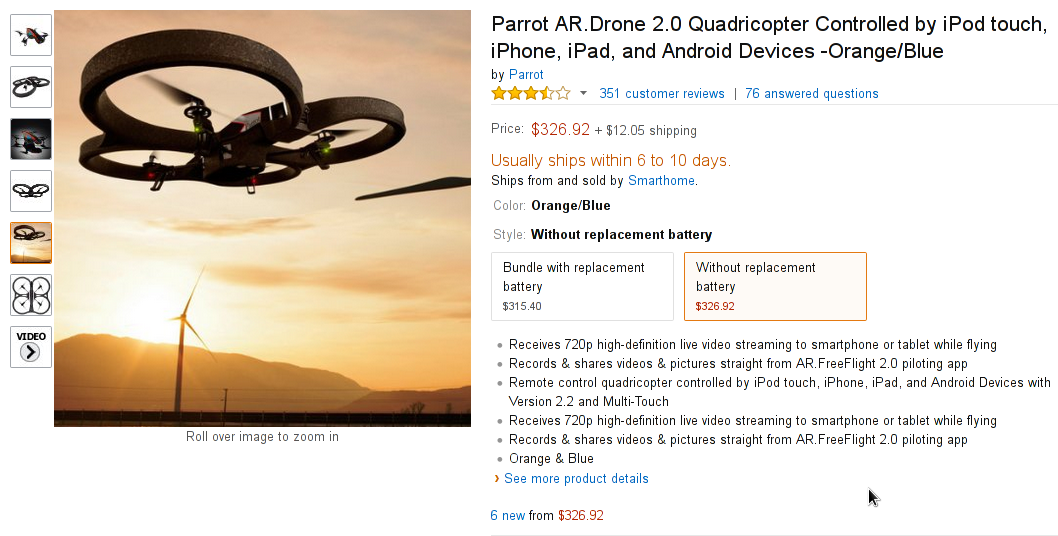 VIDEO
Roll over image to zoom in
Parrot AR.Drone 2.0 Quadricopter Controlled by iPod touch,
iPhone, iPad, and Android Devices -Orange/Blue
by Parrot
351 customer reviews | 76 answered questions
Price: $326.92 + $12.05 shipping
Usually ships within 6 to 10 days.
Ships from and sold by Smarthome.
Color: Orange/Blue
Style: Without replacement battery
Bundle with replacement
battery
$315.40
Without replacement
battery
$326.92
Receives 720p high-definition live video streaming to smartphone or tablet while flying
Records & shares videos & pictures straight from AR.FreeFlight 2.0 piloting app
Remote control quadricopter controlled by iPod touch, iPhone, iPad, and Android Devices with
Version 2.2 and Multi-Touch
Receives 720p high-definition live video streaming to smartphone or tablet while flying
Records & shares videos & pictures straight from AR.FreeFlight 2.0 piloting app
Orange & Blue
› See more product details
6 new from $326.92